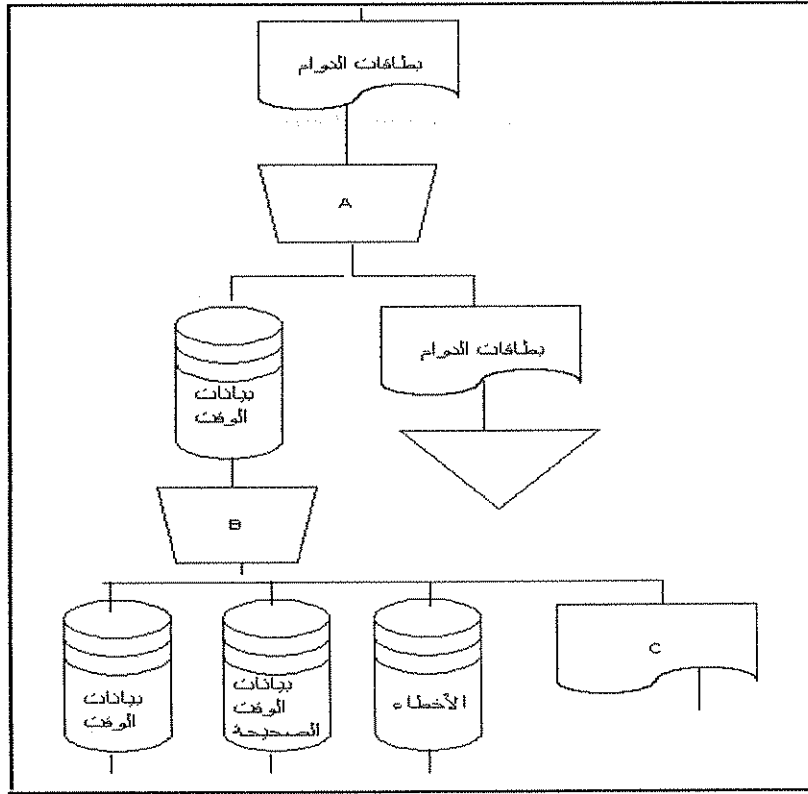 بطاقات الدوام
A
بطاقات الدوام
بيانات
الوقت
B
بيانات
الوقت
بيانات
الوقت
الصحيحة
الأخطاء
C